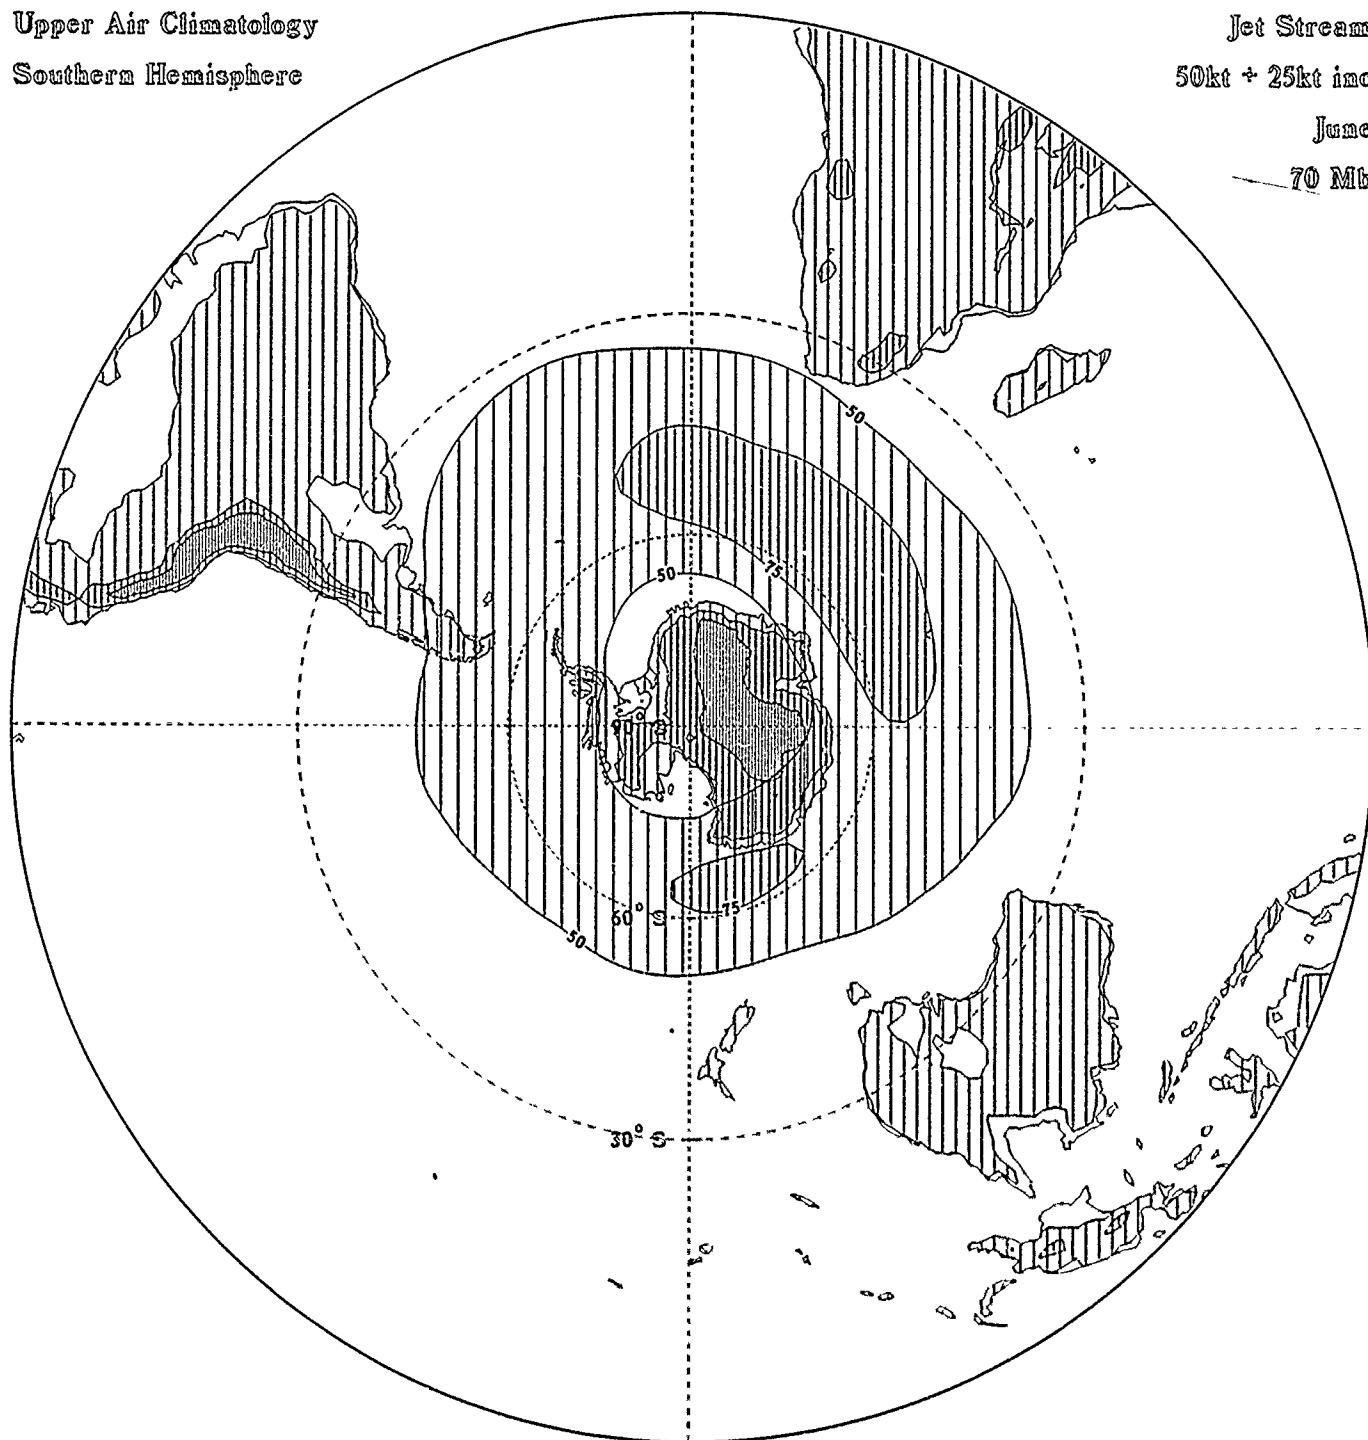 Upper Air Climatology
Southern Hemisphere
Jet Stream
50kt + 25kt inc
June
70 Mb
50
50
75
90° S
60° S
75
50
30° S